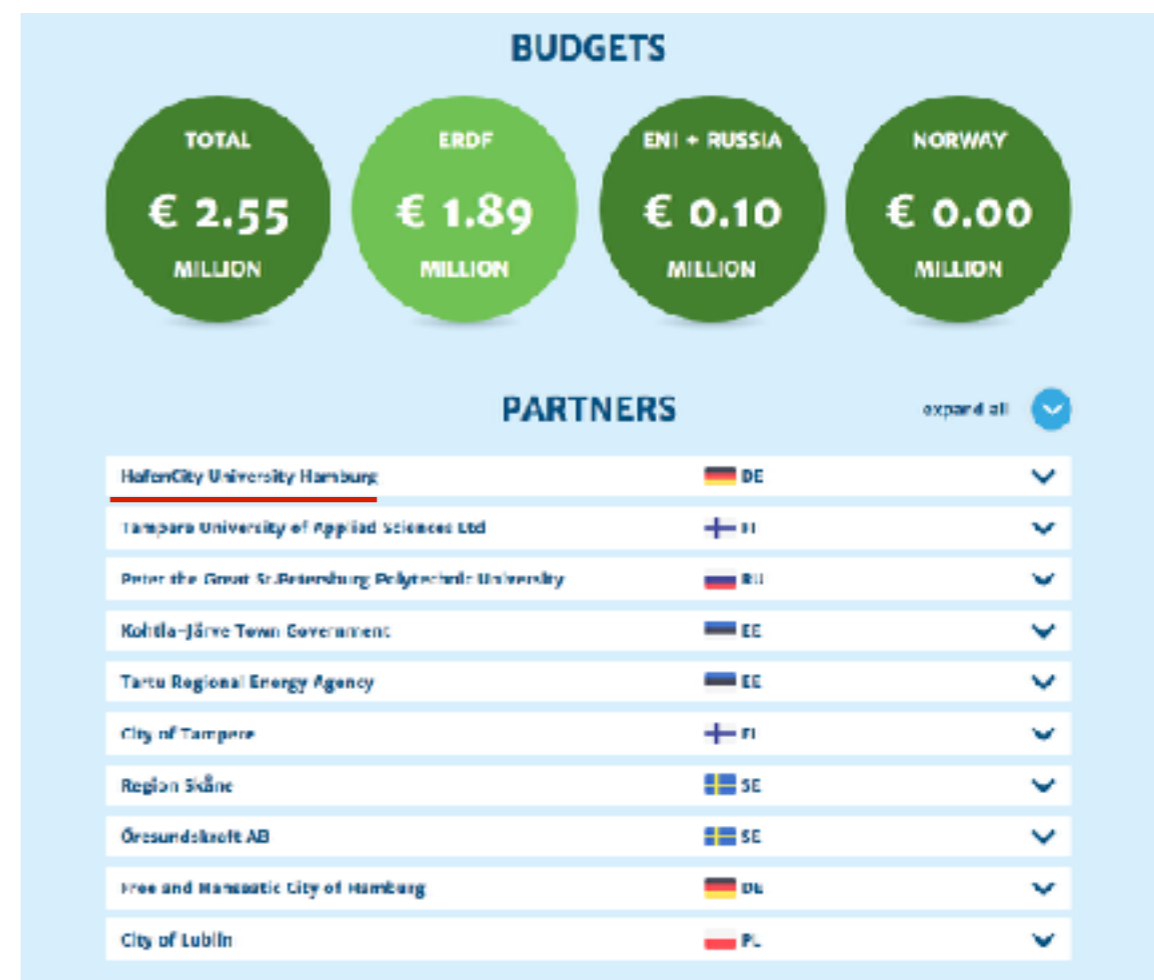 BUDGETS
TOTAL
€ 2.55
MILLION
ERDF
€ 1.89
MILLION
ENI + RUSSIA
€ 0.10
MILLION
NORWAY
€ 0.00
MILLION
PARTNERS
expand all
HafenCity University Hamburg DE
Tampere University of Applied Sciences Ltd FI
Peter the Great St.Petersburg Polytechnic University RU
Kohtla-Järve Town Government EE
Tartu Regional Energy Agency EE
City of Tampere FI
Region Skåne SE
Öresundskraft AB SE
Free and Hanseatic City of Hamburg DE
City of Lublin PL